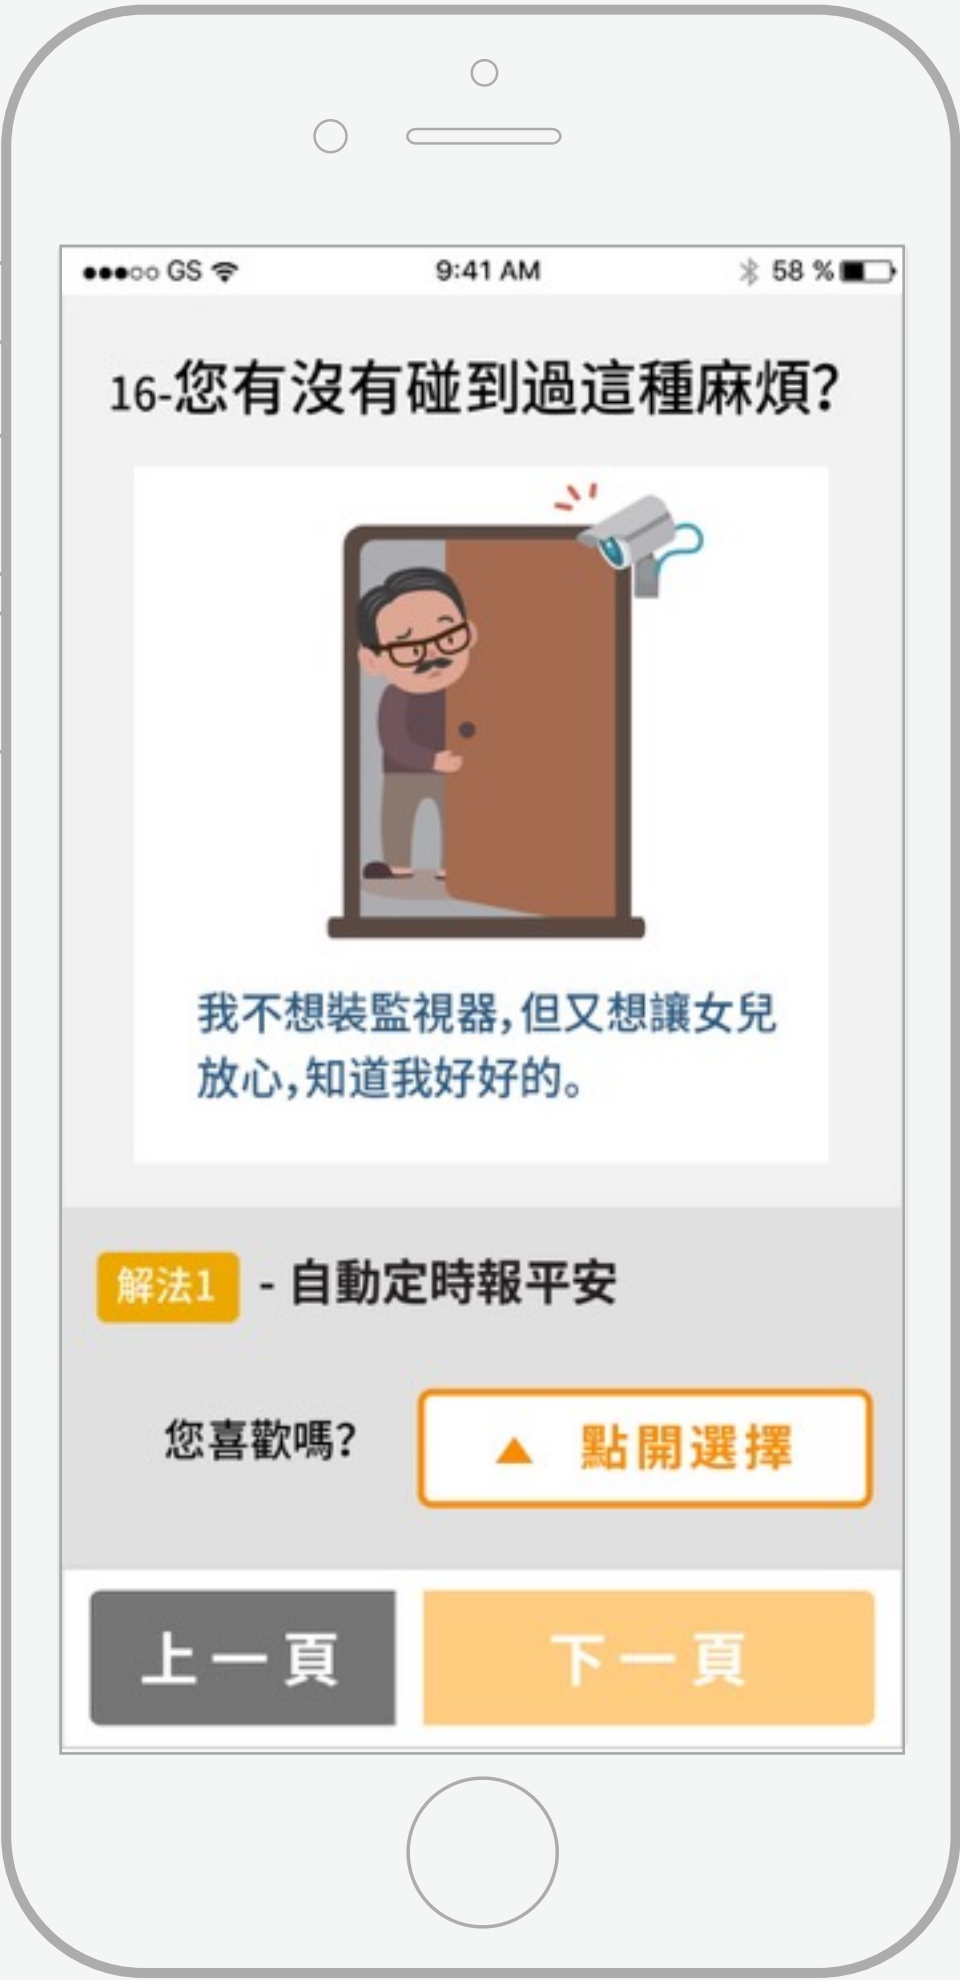 ●●●○○ GS 9:41 AM 58 %
16-您有沒有碰到過這種麻煩?
我不想裝監視器,但又想讓女兒
放心,知道我好好的。
解法1 - 自動定時報平安
您喜歡嗎? ▲ 點開選擇
上一頁 下一頁